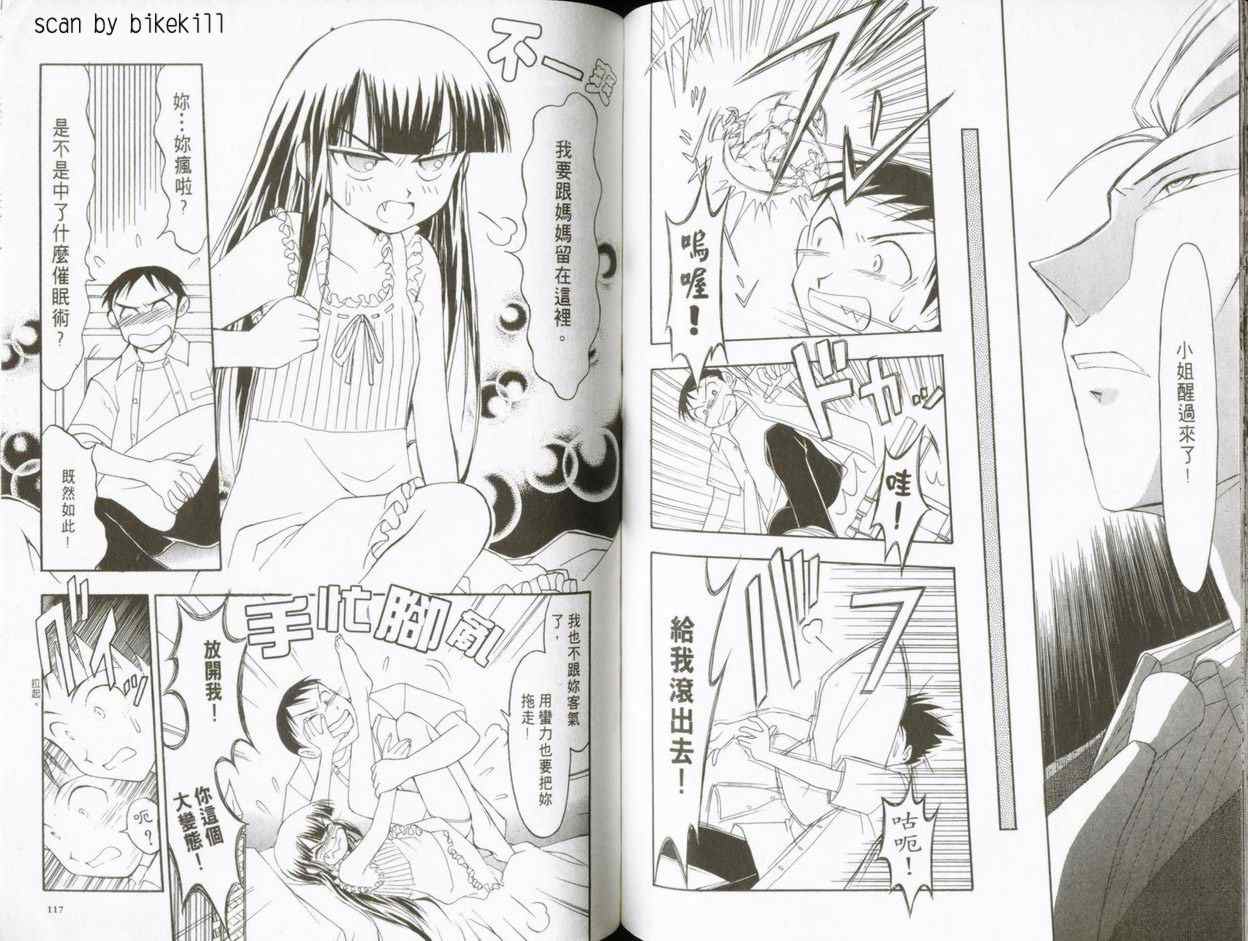 scan by bikekill
小姐醒過來了！
嗚喔！
ドカッ
哇！
給我滾出去！
咕呃！
我要跟媽媽留在這裡。
妳…妳瘋啦？
是不是中了什麼催眠術？
既然如此！
手忙腳亂
我也不跟妳客氣
了，
用蠻力也要把妳
拖走！
放開我！
你這個
大變態！
拉起。
呃？
117